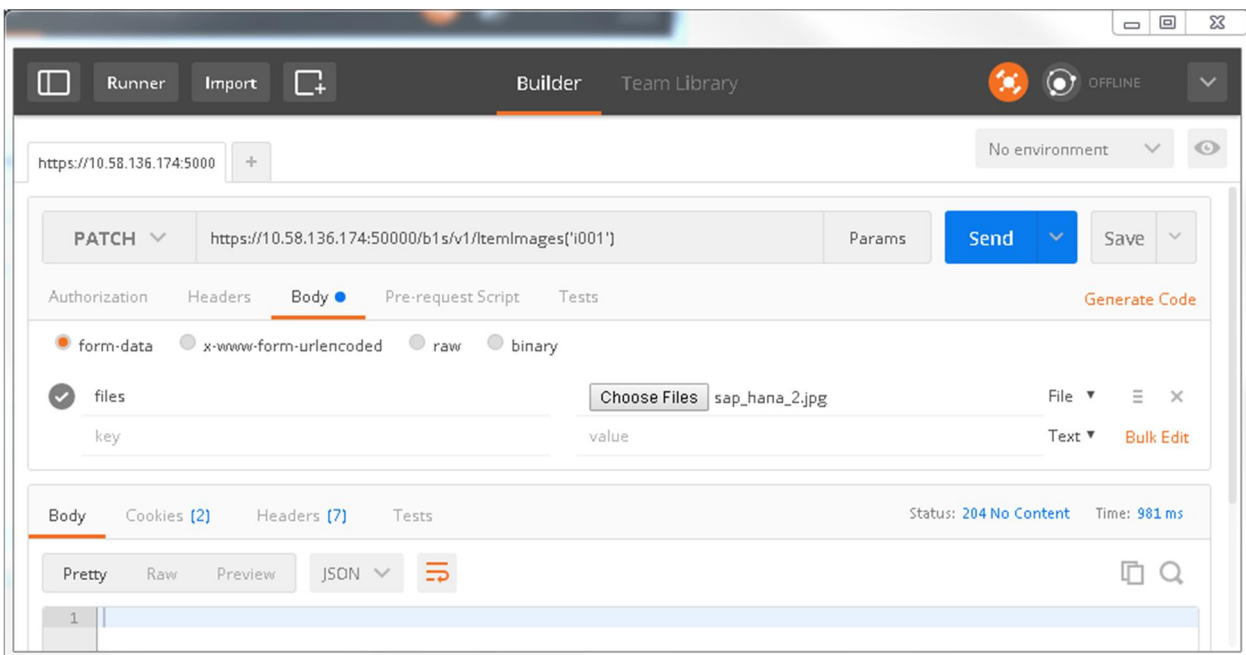 Runner Import Builder Team Library OFFLINE
https://10.58.136.174:5000 + No environment
PATCH https://10.58.136.174:50000/b1s/v1/ItemImages('i001') Params Send Save
Authorization Headers Body Pre-request Script Tests Generate Code
form-data x-www-form-urlencoded raw binary
files Choose Files sap_hana_2.jpg File
key value Text Bulk Edit
Body Cookies (2) Headers (7) Tests Status: 204 No Content Time: 981 ms
Pretty Raw Preview JSON
1